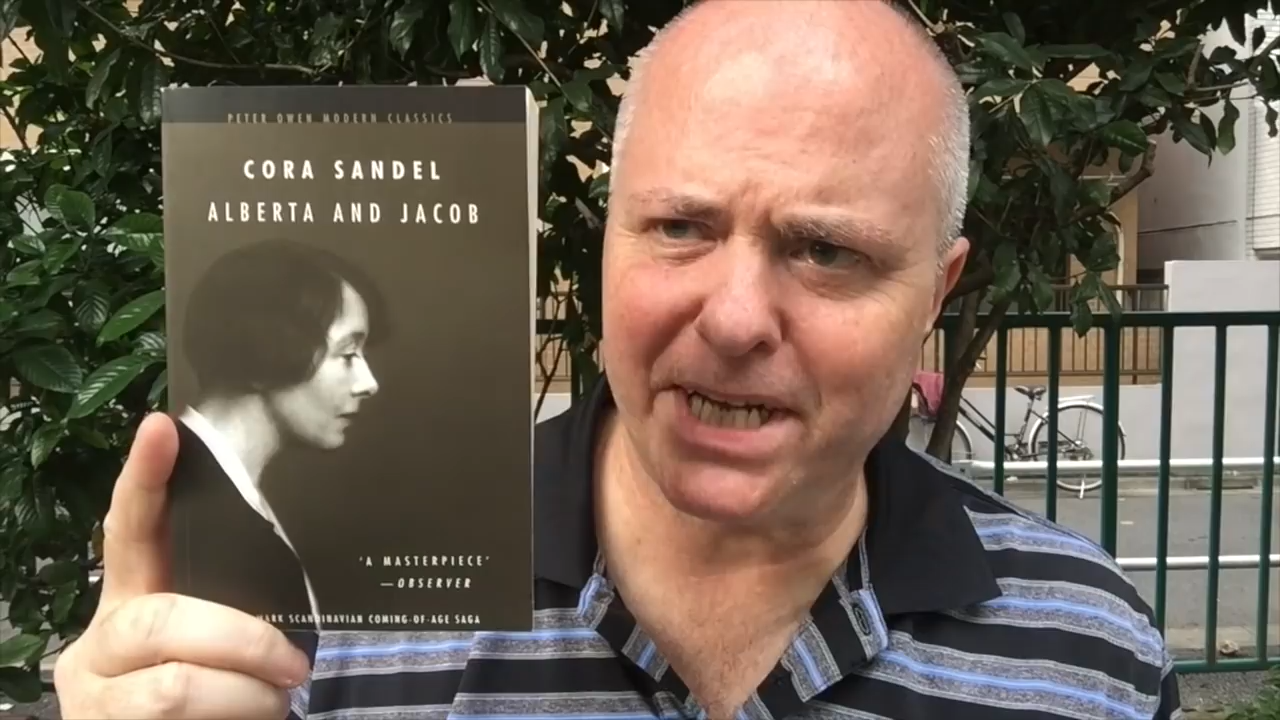 PETER OWEN MODERN CLASSICS
CORA SANDEL
ALBERTA AND JACOB
'A MASTERPIECE'
—OBSERVER
SCANDINAVIAN COMING-OF-AGE SAGA